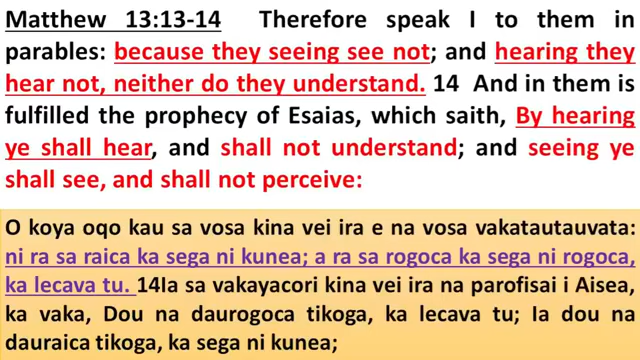 Matthew 13:13-14 Therefore speak I to them in
parables: because they seeing see not; and hearing they
hear not, neither do they understand. 14 And in them is
fulfilled the prophecy of Esaias, which saith, By hearing
ye shall hear, and shall not understand; and seeing ye
shall see, and shall not perceive:
O koya oqo kau sa vosa kina vei ira e na vosa vakatautauvata:
ni ra sa raica ka sega ni kunea; a ra sa rogoca ka sega ni rogoca,
ka lecava tu. 14Ia sa vakayacori kina vei ira na parofisai i Aisea,
ka vaka, Dou na daurogoca tikoga, ka lecava tu; Ia dou na
dauraica tikoga, ka sega ni kunea;